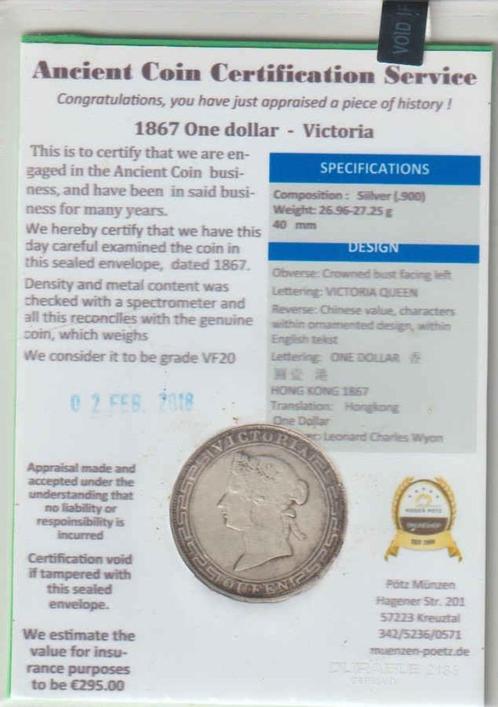 VOID IF
Ancient Coin Certification Service
Congratulations, you have just appraised a piece of history !
1867 One dollar - Victoria
This is to certify that we are en-
gaged in the Ancient Coin busi-
ness, and have been in said busi-
ness for many years.
We hereby certify that we have this
day careful examined the coin in
this sealed envelope, dated 1867.
Density and metal content was
checked with a spectrometer and
all this reconciles with the genuine
coin, which weighs
We consider it to be grade VF20
0 2 FEB. 2018
SPECIFICATIONS
Composition : Siilver (.900)
Weight: 26.96-27.25 g
40 mm
DESIGN
Obverse: Crowned bust facing left
Lettering: VICTORIA QUEEN
Reverse: Chinese value, characters
within ornamented design, within
English tekst
Lettering: ONE DOLLAR 香
圓 壹 港
HONG KONG 1867
Translation: Hongkong
One Dollar
Leonard Charles Wyon
VICTORIA
QUEEN
Appraisal made and
accepted under the
understanding that
no liability or
respoinsibility is
incurred
Certification void
if tampered with
this sealed
envelope.
We estimate the
value for insu-
rance purposes
to be €295.00
ONLINESHOP
Pötz Münzen
Hagener Str. 201
57223 Kreuztal
342/5236/0571
muenzen-poetz.de
DURABLE